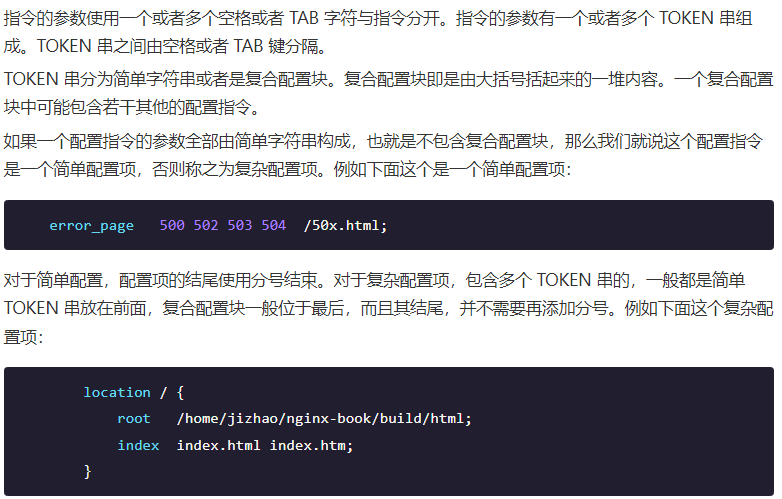 指令的参数使用一个或者多个空格或者 TAB 字符与指令分开。指令的参数有一个或者多个 TOKEN 串组
成。TOKEN 串之间由空格或者 TAB 键分隔。
TOKEN 串分为简单字符串或者是复合配置块。复合配置块即是由大括号括起来的一堆内容。一个复合配置
块中可能包含若干其他的配置指令。
如果一个配置指令的参数全部由简单字符串构成，也就是不包含复合配置块，那么我们就说这个配置指令
是一个简单配置项，否则称之为复杂配置项。例如下面这个是一个简单配置项：
error_page   500 502 503 504  /50x.html;
对于简单配置，配置项的结尾使用分号结束。对于复杂配置项，包含多个 TOKEN 串的，一般都是简单
TOKEN 串放在前面，复合配置块一般位于最后，而且其结尾，并不需要再添加分号。例如下面这个复杂配
置项：
location / {
    root   /home/jizhao/nginx-book/build/html;
    index  index.html index.htm;
}